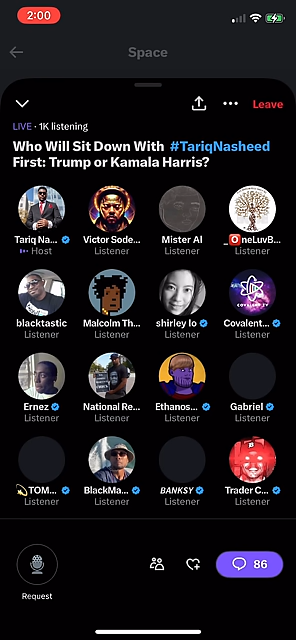 2:00
Space
LIVE · 1K listening
Leave
Who Will Sit Down With #TariqNasheed
First: Trump or Kamala Harris?
Tariq Na... Victor Sode... Mister Al _🅾neLuvB...
Host Listener Listener Listener
blacktastic Malcolm Th... shirley lo Covalent...
Listener Listener Listener Listener
Ernez National Re... Ethanos... Gabriel
Listener Listener Listener Listener
💫TOM... BlackMa... BANKSY Trader C...
Listener Listener Listener Listener
Request
86